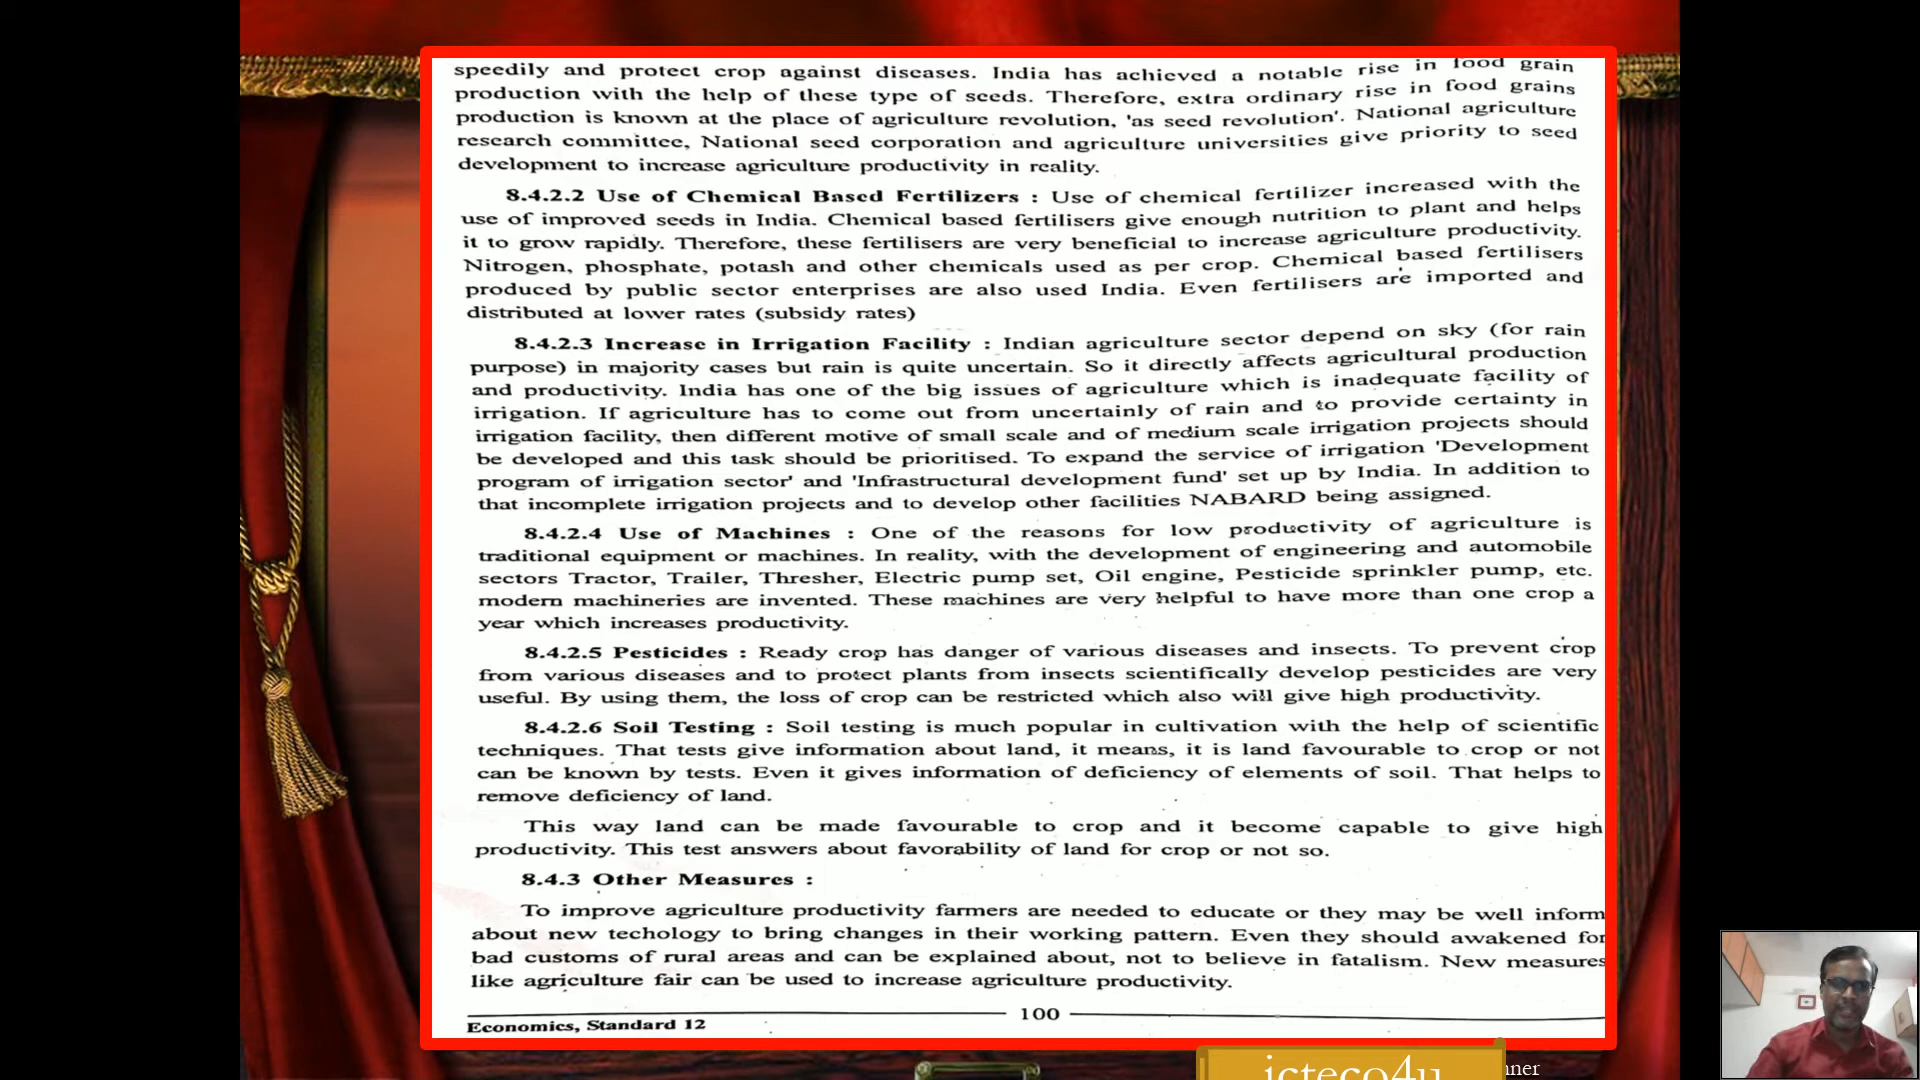 speedily and protect crop against diseases. India has achieved a notable rise in food grain
production with the help of these type of seeds. Therefore, extra ordinary rise in food grains
production is known at the place of agriculture revolution, 'as seed revolution'. National agriculture
research committee, National seed corporation and agriculture universities give priority to seed
development to increase agriculture productivity in reality.
8.4.2.2 Use of Chemical Based Fertilizers : Use of chemical fertilizer increased with the
use of improved seeds in India. Chemical based fertilisers give enough nutrition to plant and helps
it to grow rapidly. Therefore, these fertilisers are very beneficial to increase agriculture productivity.
Nitrogen, phosphate, potash and other chemicals used as per crop. Chemical based fertilisers
produced by public sector enterprises are also used India. Even fertilisers are imported and
distributed at lower rates (subsidy rates)
8.4.2.3 Increase in Irrigation Facility : Indian agriculture sector depend on sky (for rain
purpose) in majority cases but rain is quite uncertain. So it directly affects agricultural production
and productivity. India has one of the big issues of agriculture which is inadequate facility of
irrigation. If agriculture has to come out from uncertainly of rain and to provide certainty in
irrigation facility, then different motive of small scale and of medium scale irrigation projects should
be developed and this task should be prioritised. To expand the service of irrigation 'Development
program of irrigation sector' and 'Infrastructural development fund' set up by India. In addition to
that incomplete irrigation projects and to develop other facilities NABARD being assigned.
8.4.2.4 Use of Machines : One of the reasons for low productivity of agriculture is
traditional equipment or machines. In reality, with the development of engineering and automobile
sectors Tractor, Trailer, Thresher, Electric pump set, Oil engine, Pesticide sprinkler pump, etc.
modern machineries are invented. These machines are very helpful to have more than one crop a
year which increases productivity.
8.4.2.5 Pesticides : Ready crop has danger of various diseases and insects. To prevent crop
from various diseases and to protect plants from insects scientifically develop pesticides are very
useful. By using them, the loss of crop can be restricted which also will give high productivity.
8.4.2.6 Soil Testing : Soil testing is much popular in cultivation with the help of scientific
techniques. That tests give information about land, it means, it is land favourable to crop or not
can be known by tests. Even it gives information of deficiency of elements of soil. That helps to
remove deficiency of land.
This way land can be made favourable to crop and it become capable to give high
productivity. This test answers about favorability of land for crop or not so.
8.4.3 Other Measures :
To improve agriculture productivity farmers are needed to educate or they may be well inform
about new techology to bring changes in their working pattern. Even they should awakened for
bad customs of rural areas and can be explained about, not to believe in fatalism. New measures
like agriculture fair can be used to increase agriculture productivity.
100
Economics, Standard 12
icteco4u
nner